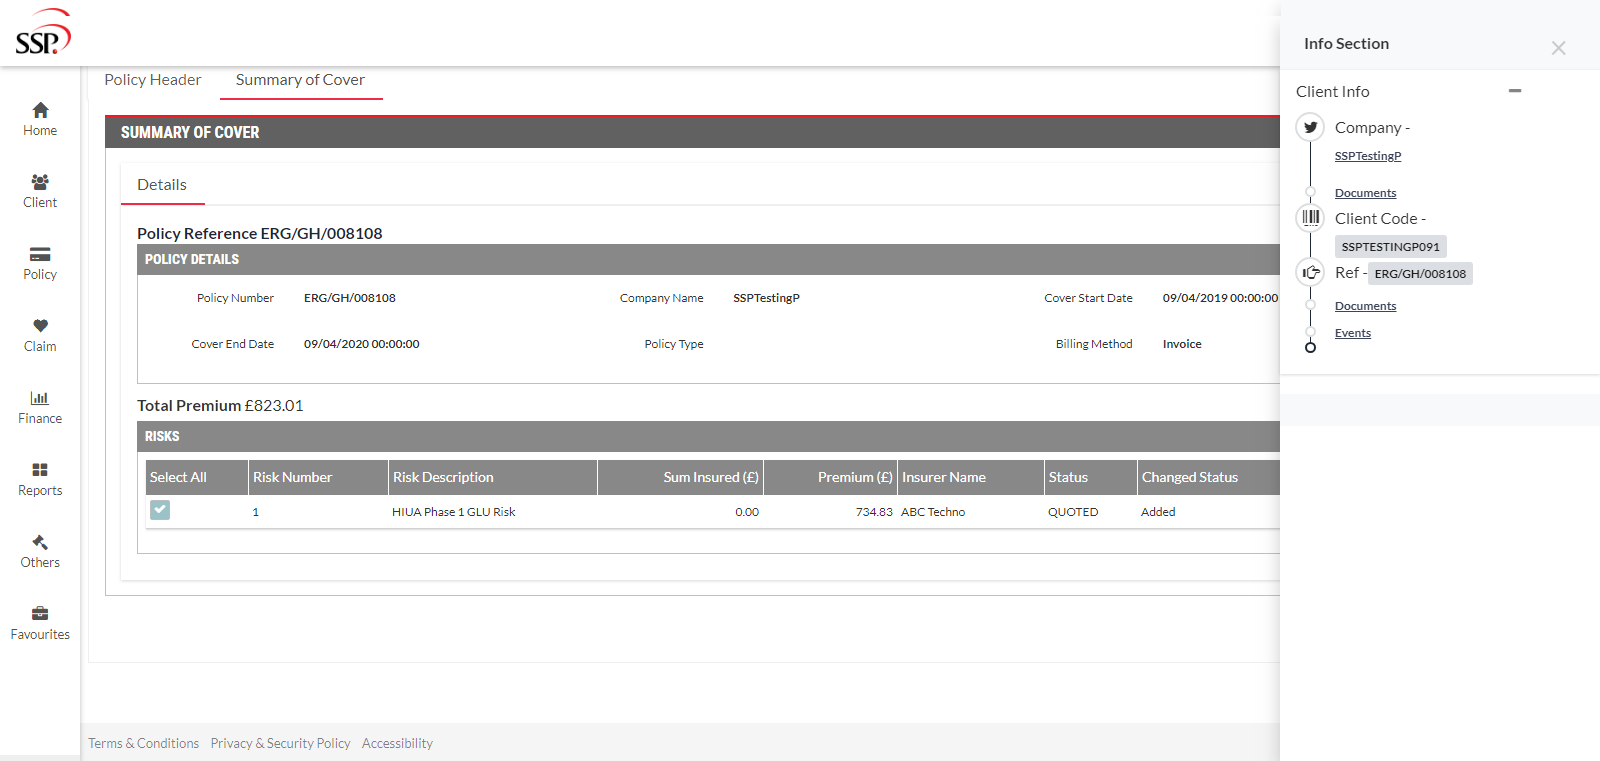 SSP.
Info Section
Policy Header
Summary of Cover
Home
Client
Policy
Claim
Finance
Reports
Others
Favourites
SUMMARY OF COVER
Details
Policy Reference ERG/GH/008108
POLICY DETAILS
Policy Number ERG/GH/008108 Company Name SSPTestingP Cover Start Date 09/04/2019 00:00:00
Cover End Date 09/04/2020 00:00:00 Policy Type Billing Method Invoice
Total Premium £823.01
RISKS
Select All Risk Number Risk Description Sum Insured (£) Premium (£) Insurer Name Status Changed Status
1 HIUA Phase 1 GLU Risk 0.00 734.83 ABC Techno QUOTED Added
Client Info
Company -
SSPTestingP
Documents
Client Code -
SSPTESTINGP091
Ref - ERG/GH/008108
Documents
Events
Terms & Conditions Privacy & Security Policy Accessibility